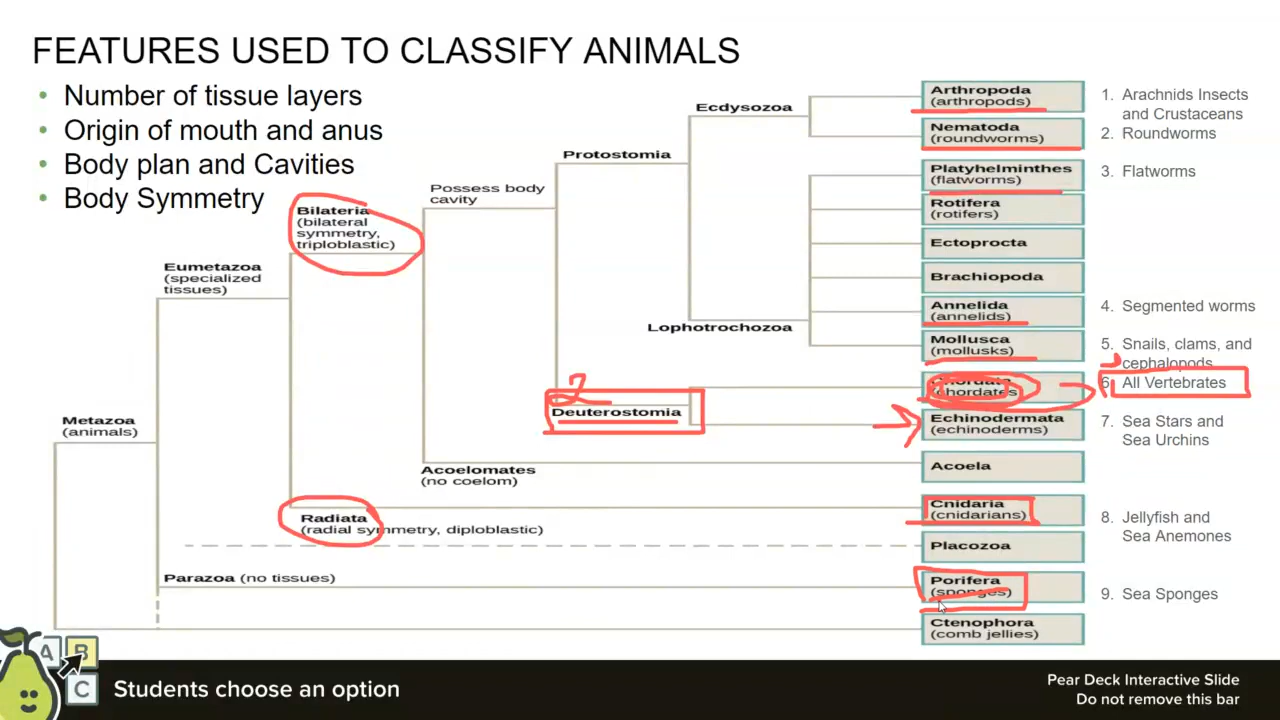 FEATURES USED TO CLASSIFY ANIMALS
• Number of tissue layers
• Origin of mouth and anus
• Body plan and Cavities
• Body Symmetry
Metazoa
(animals)
Eumetazoa
(specialized
tissues)
Parazoa (no tissues)
Bilateria
(bilateral
symmetry,
triploblastic)
Radiata
(radial symmetry, diploblastic)
Possess body
cavity
Acoelomates
(no coelom)
Protostomia
Deuterostomia
Ecdysozoa
Lophotrochozoa
Arthropoda
(arthropods)
Nematoda
(roundworms)
Platyhelminthes
(flatworms)
Rotifera
(rotifers)
Ectoprocta
Brachiopoda
Annelida
(annelids)
Mollusca
(mollusks)
Chordata
(chordates)
Echinodermata
(echinoderms)
Acoela
Cnidaria
(cnidarians)
Placozoa
Porifera
(sponges)
Ctenophora
(comb jellies)
1. Arachnids Insects
and Crustaceans
2. Roundworms
3. Flatworms
4. Segmented worms
5. Snails, clams, and
cephalopods
6. All Vertebrates
7. Sea Stars and
Sea Urchins
8. Jellyfish and
Sea Anemones
9. Sea Sponges
A B
C
Students choose an option
Pear Deck Interactive Slide
Do not remove this bar